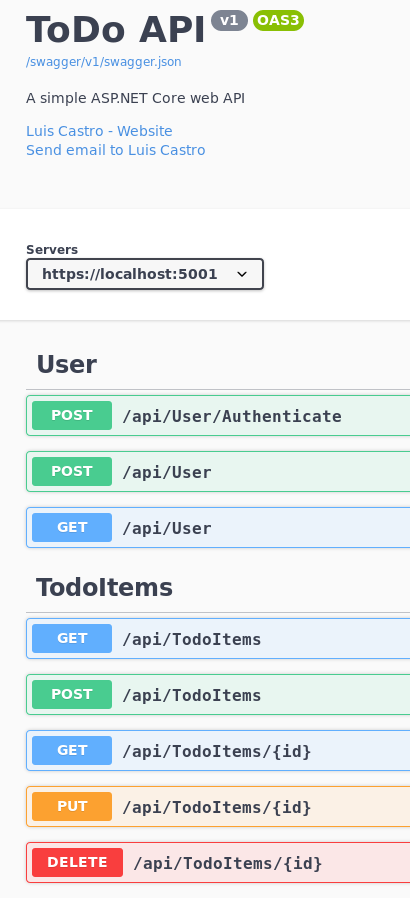 ToDo API v1 OAS3
/swagger/v1/swagger.json
A simple ASP.NET Core web API
Luis Castro - Website
Send email to Luis Castro
Servers
https://localhost:5001
User
POST /api/User/Authenticate
POST /api/User
GET /api/User
TodoItems
GET /api/TodoItems
POST /api/TodoItems
GET /api/TodoItems/{id}
PUT /api/TodoItems/{id}
DELETE /api/TodoItems/{id}